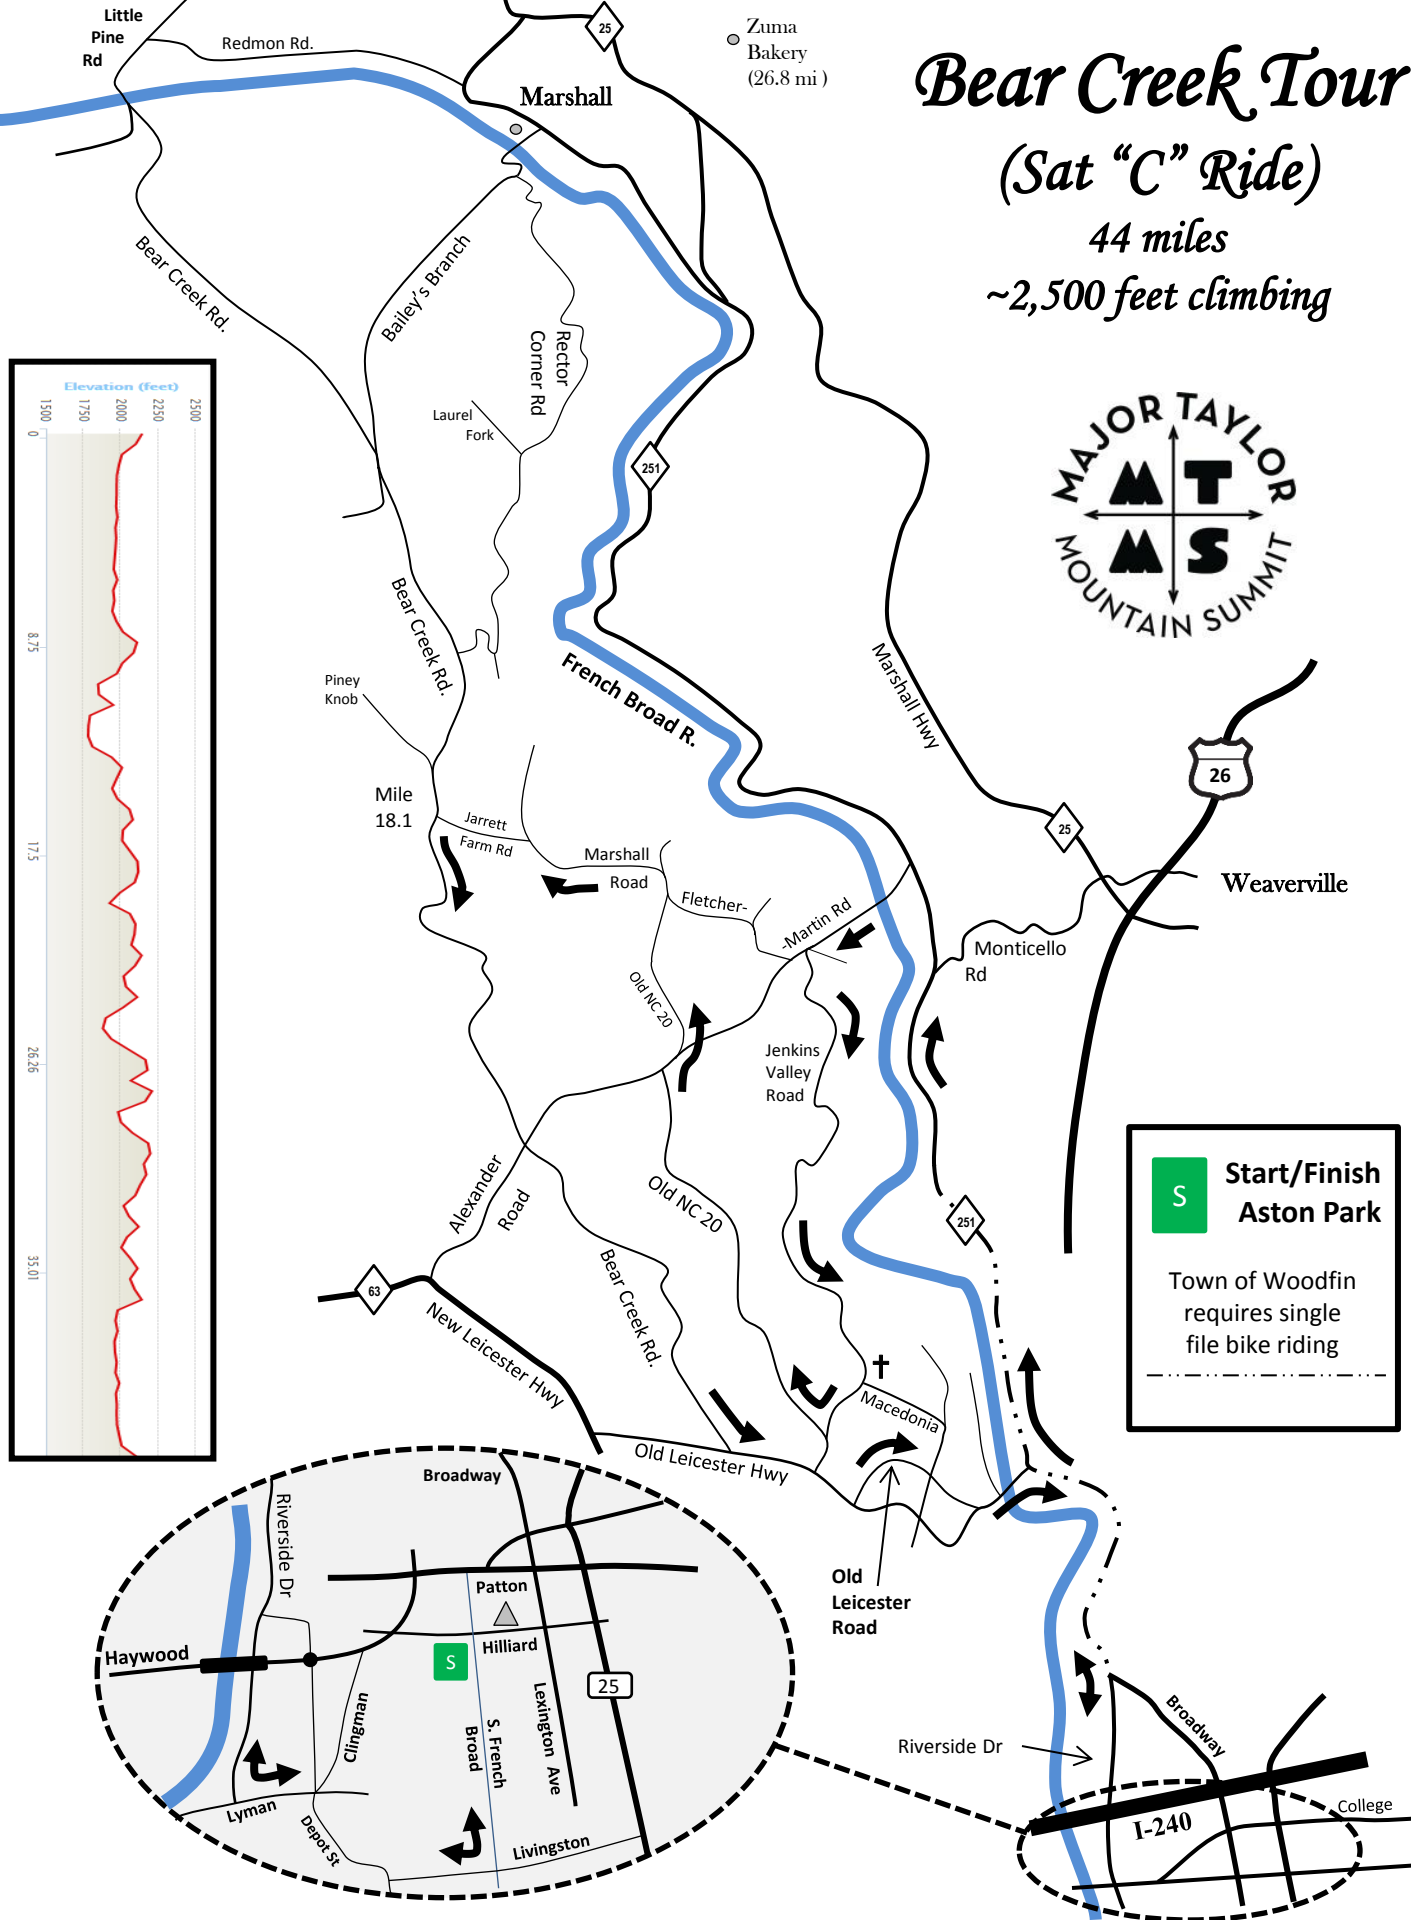 Bear Creek Tour
(Sat “C” Ride)
44 miles
~2,500 feet climbing
Little
Pine
Rd
Redmon Rd.
25
Zuma
Bakery
(26.8 mi )
Marshall
Bear Creek Rd.
Bailey's Branch
Rector
Corner Rd
Laurel
Fork
251
Elevation (feet)
1500
1750
2000
2250
2500
0
8.75
17.5
26.26
35.01
MAJOR TAYLOR
M T
M S
MOUNTAIN SUMMIT
Bear Creek Rd.
French Broad R.
Marshall Hwy
Piney
Knob
26
Mile
18.1
Jarrett
Farm Rd
Marshall
Road
Fletcher-
-Martin Rd
25
Weaverville
Monticello
Rd
Old NC 20
Jenkins
Valley
Road
Alexander
Road
Old NC 20
251
S
Start/Finish
Aston Park
Town of Woodfin
requires single
file bike riding
63
New Leicester Hwy
Bear Creek Rd.
Macedonia
Old Leicester Hwy
Old
Leicester
Road
Broadway
Riverside Dr
Patton
Haywood
S
Hilliard
25
Clingman
S. French
Broad
Lexington Ave
Lyman
Depot St
Livingston
Riverside Dr
Broadway
I-240
College